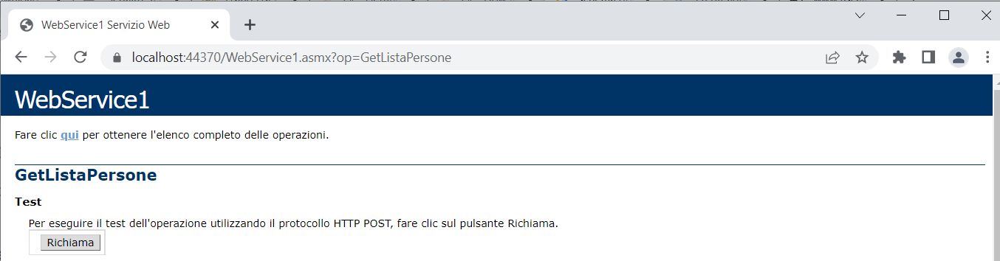 WebService1 Servizio Web
localhost:44370/WebService1.asmx?op=GetListaPersone
WebService1
Fare clic qui per ottenere l'elenco completo delle operazioni.
GetListaPersone
Test
Per eseguire il test dell'operazione utilizzando il protocollo HTTP POST, fare clic sul pulsante Richiama.
Richiama